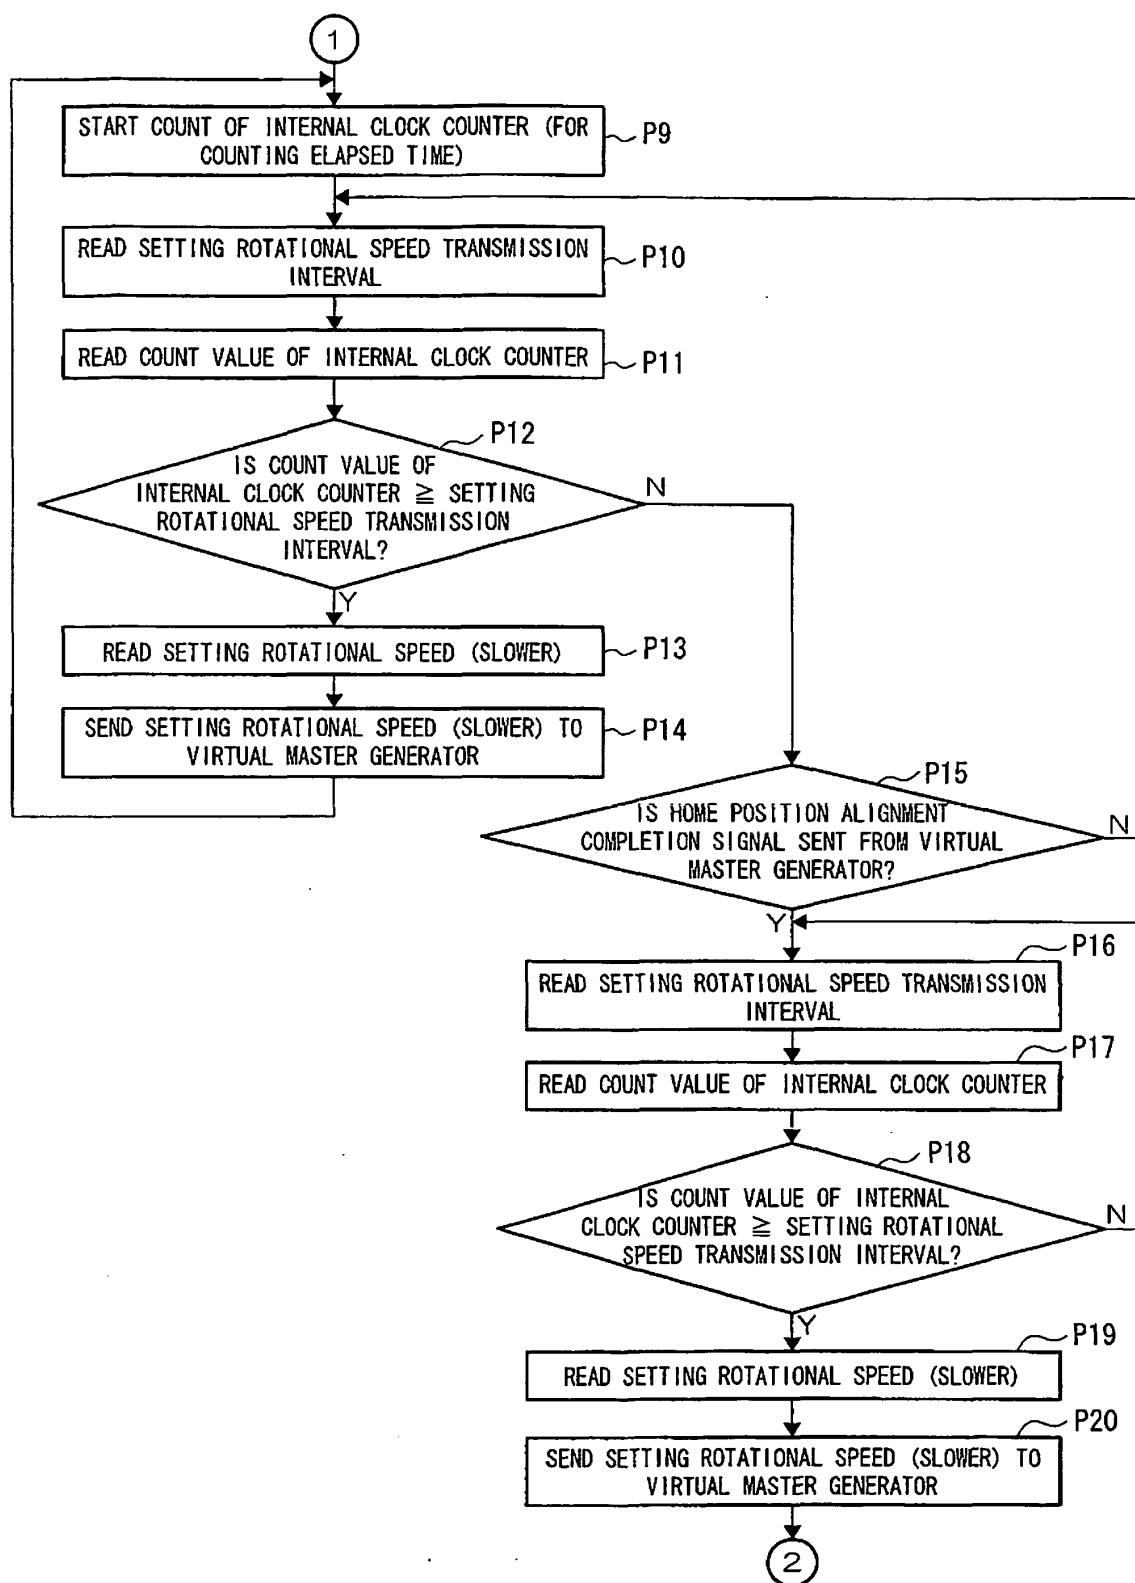 1
START COUNT OF INTERNAL CLOCK COUNTER (FOR
COUNTING ELAPSED TIME)
P9
READ SETTING ROTATIONAL SPEED TRANSMISSION
INTERVAL
P10
READ COUNT VALUE OF INTERNAL CLOCK COUNTER
P11
P12
IS COUNT VALUE OF
INTERNAL CLOCK COUNTER ≧ SETTING
ROTATIONAL SPEED TRANSMISSION
INTERVAL?
N
Y
READ SETTING ROTATIONAL SPEED (SLOWER)
P13
SEND SETTING ROTATIONAL SPEED (SLOWER) TO
VIRTUAL MASTER GENERATOR
P14
P15
IS HOME POSITION ALIGNMENT
COMPLETION SIGNAL SENT FROM VIRTUAL
MASTER GENERATOR?
N
Y
P16
READ SETTING ROTATIONAL SPEED TRANSMISSION
INTERVAL
P17
READ COUNT VALUE OF INTERNAL CLOCK COUNTER
P18
IS COUNT VALUE OF INTERNAL
CLOCK COUNTER ≧ SETTING ROTATIONAL
SPEED TRANSMISSION INTERVAL?
N
Y
P19
READ SETTING ROTATIONAL SPEED (SLOWER)
P20
SEND SETTING ROTATIONAL SPEED (SLOWER) TO
VIRTUAL MASTER GENERATOR
2